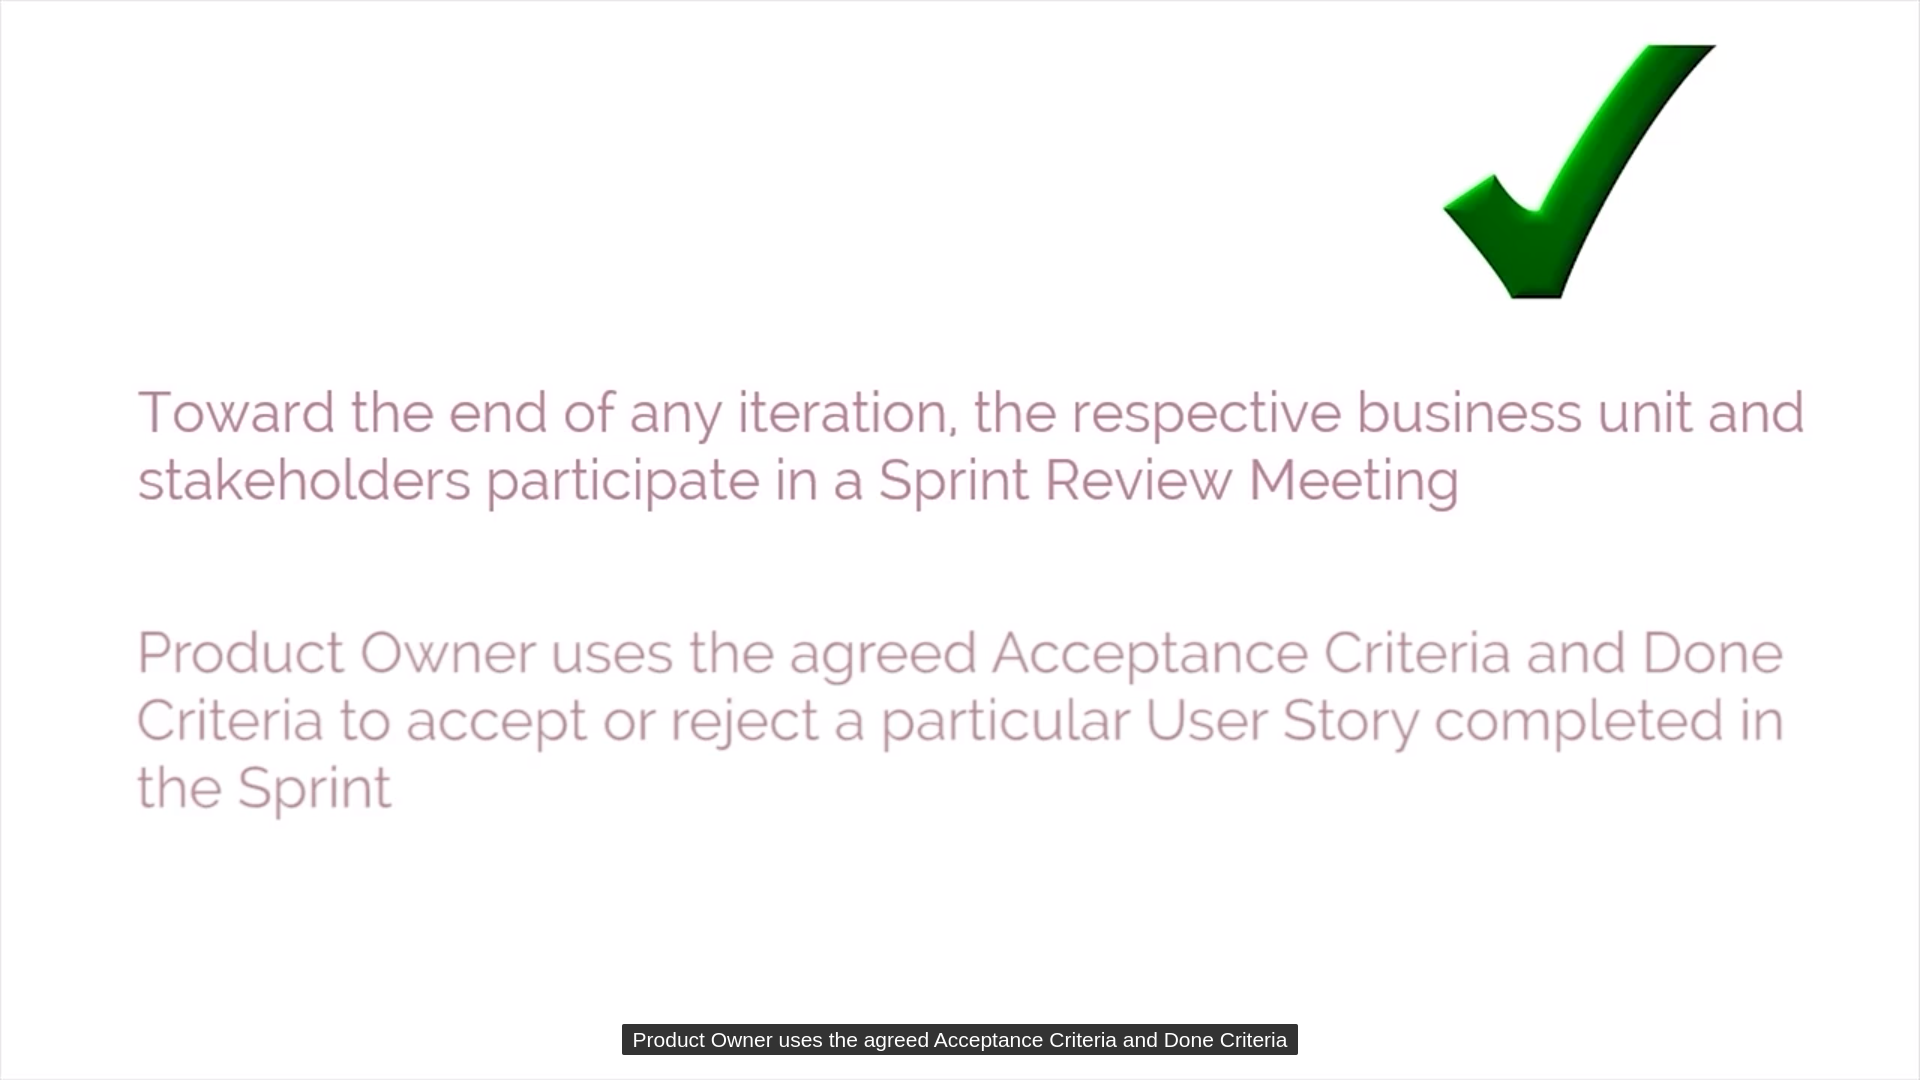 Toward the end of any iteration, the respective business unit and
stakeholders participate in a Sprint Review Meeting
Product Owner uses the agreed Acceptance Criteria and Done
Criteria to accept or reject a particular User Story completed in
the Sprint
Product Owner uses the agreed Acceptance Criteria and Done Criteria